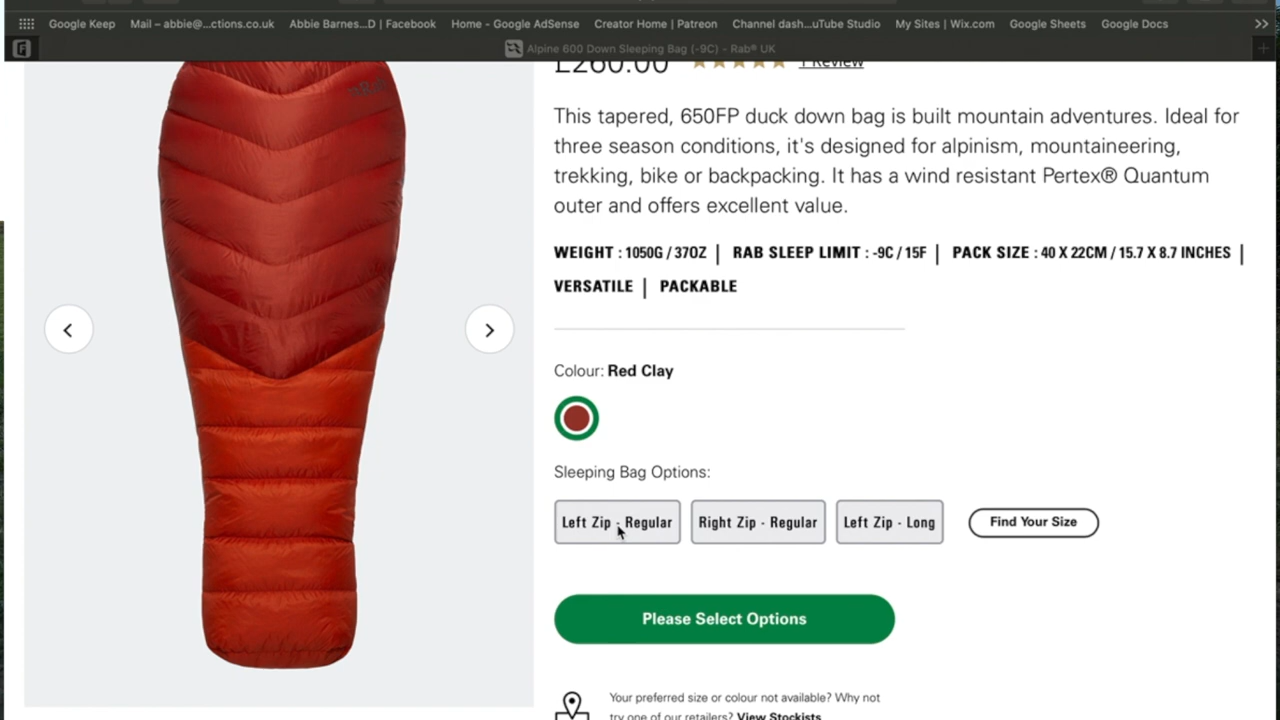 Google Keep Mail – abbie@...ctions.co.uk Abbie Barnes...D | Facebook Home - Google AdSense Creator Home | Patreon Channel dash...uTube Studio My Sites | Wix.com Google Sheets Google Docs
Alpine 600 Down Sleeping Bag (-9C) - Rab® UK
£260.00 1 Review
This tapered, 650FP duck down bag is built mountain adventures. Ideal for
three season conditions, it's designed for alpinism, mountaineering,
trekking, bike or backpacking. It has a wind resistant Pertex® Quantum
outer and offers excellent value.
WEIGHT : 1050G / 37OZ | RAB SLEEP LIMIT : -9C / 15F | PACK SIZE : 40 X 22CM / 15.7 X 8.7 INCHES |
VERSATILE | PACKABLE
Colour: Red Clay
Sleeping Bag Options:
Left Zip - Regular Right Zip - Regular Left Zip - Long Find Your Size
Please Select Options
Your preferred size or colour not available? Why not
try one of our retailers? View Stockists